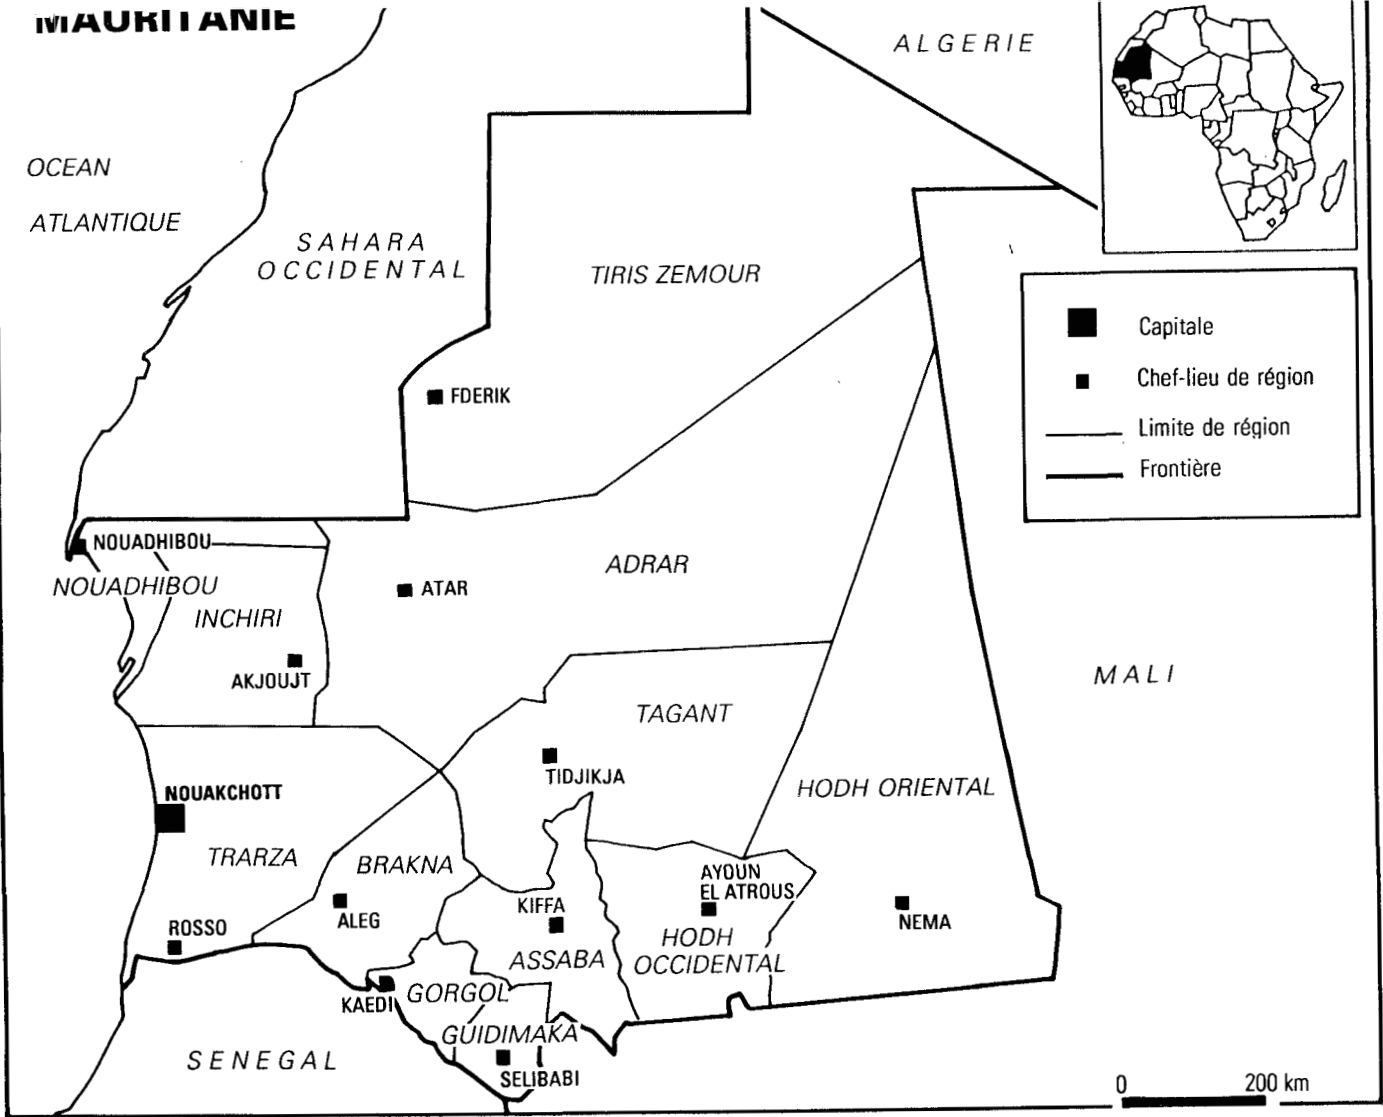 MAURITANIE
ALGERIE
OCEAN
ATLANTIQUE
SAHARA
OCCIDENTAL
TIRIS ZEMOUR
Capitale
Chef-lieu de région
Limite de région
Frontière
FDERIK
NOUADHIBOU
NOUADHIBOU
INCHIRI
AKJOUJT
ATAR
ADRAR
MALI
TAGANT
TIDJIKJA
HODH ORIENTAL
NOUAKCHOTT
TRARZA
BRAKNA
ALEG
ROSSO
KIFFA
ASSABA
AYOUN
EL ATROUS
HODH
OCCIDENTAL
NEMA
KAEDI
GORGOL
GUIDIMAKA
SELIBABI
SENEGAL
0 200 km